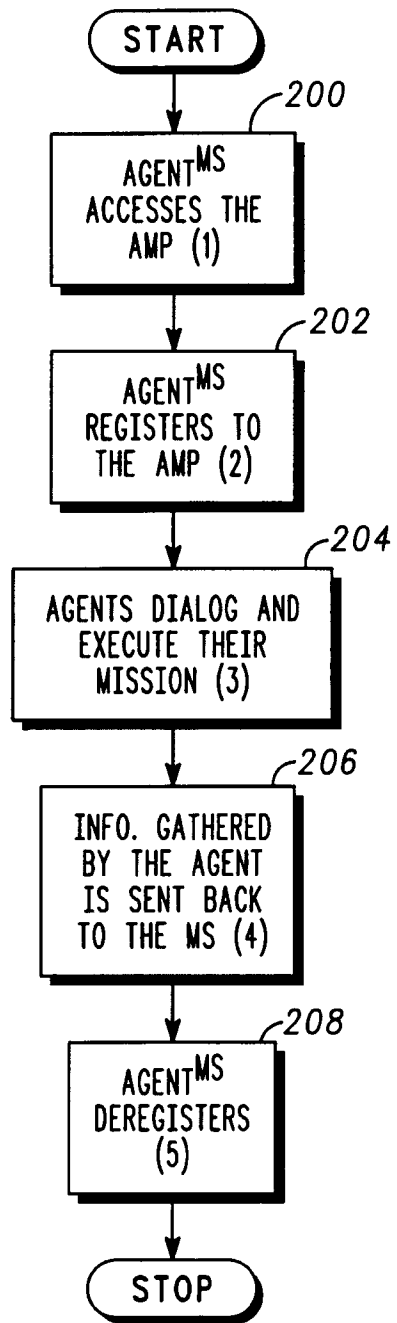 START
200
AGENT^MS
ACCESSES THE
AMP (1)
202
AGENT^MS
REGISTERS TO
THE AMP (2)
204
AGENTS DIALOG AND
EXECUTE THEIR
MISSION (3)
206
INFO. GATHERED
BY THE AGENT
IS SENT BACK
TO THE MS (4)
208
AGENT^MS
DEREGISTERS
(5)
STOP